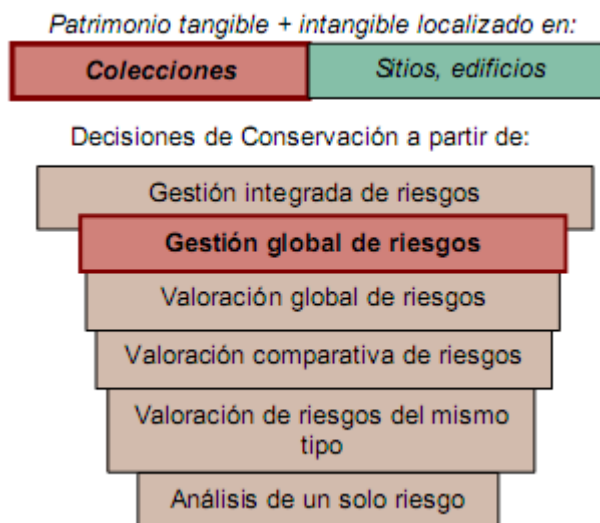 Patrimonio tangible + intangible localizado en:
Colecciones
Sitios, edificios
Decisiones de Conservación a partir de:
Gestión integrada de riesgos
Gestión global de riesgos
Valoración global de riesgos
Valoración comparativa de riesgos
Valoración de riesgos del mismo
tipo
Análisis de un solo riesgo